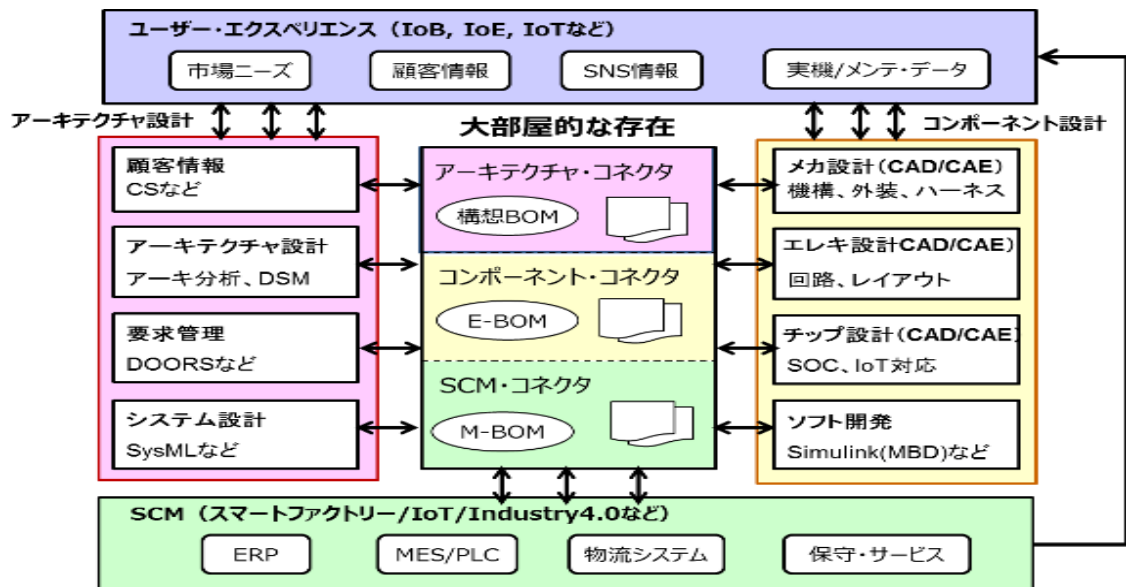 ユーザー・エクスペリエンス（IoB, IoE, IoTなど）
市場ニーズ
顧客情報
SNS情報
実機/メンテ・データ
アーキテクチャ設計
大部屋的な存在
コンポーネント設計
顧客情報
CSなど
アーキテクチャ設計
アーキ分析、DSM
要求管理
DOORSなど
システム設計
SysMLなど
アーキテクチャ・コネクタ
構想BOM
コンポーネント・コネクタ
E-BOM
SCM・コネクタ
M-BOM
メカ設計(CAD/CAE)
機構、外装、ハーネス
エレキ設計CAD/CAE)
回路、レイアウト
チップ設計(CAD/CAE)
SOC、IoT対応
ソフト開発
Simulink(MBD)など
SCM（スマートファクトリー/IoT/Industry4.0など）
ERP
MES/PLC
物流システム
保守・サービス